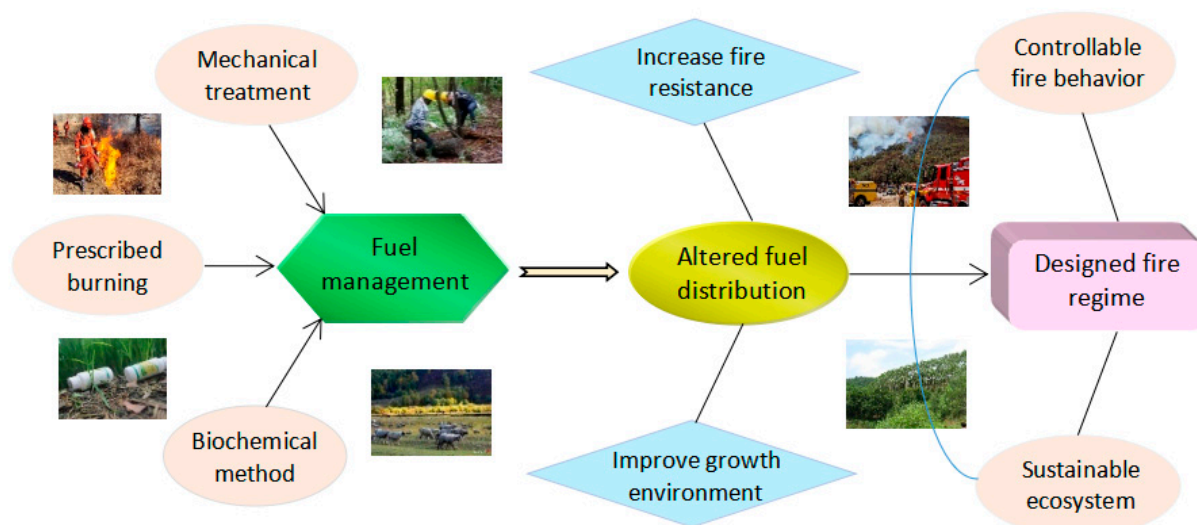 Mechanical
treatment
Prescribed
burning
Biochemical
method
Fuel
management
Increase fire
resistance
Altered fuel
distribution
Improve growth
environment
Controllable
fire behavior
Designed fire
regime
Sustainable
ecosystem